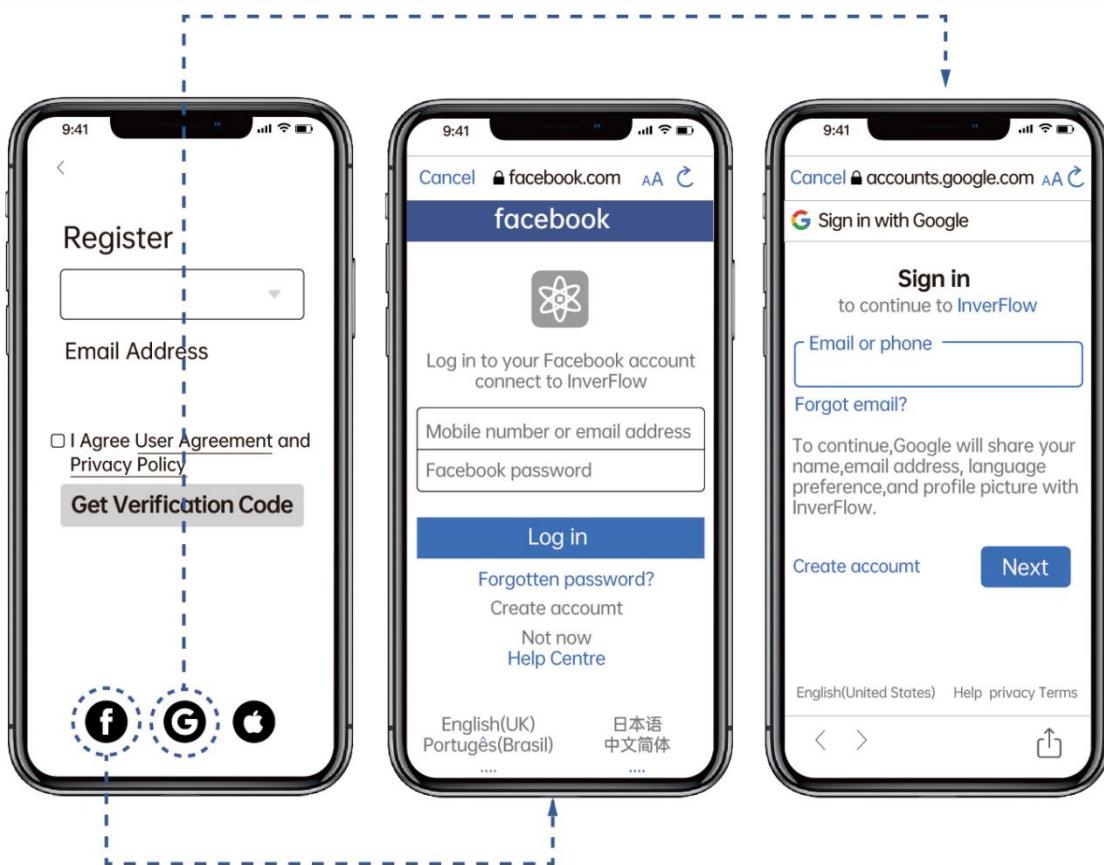 9:41
Register
Email Address
I Agree User Agreement and
Privacy Policy
Get Verification Code
f
G
9:41
Cancel facebook.com AA
facebook
Log in to your Facebook account
connect to InverFlow
Mobile number or email address
Facebook password
Log in
Forgotten password?
Create accoumt
Not now
Help Centre
English(UK) 日本语
Portugês(Brasil) 中文简体
.... ....
9:41
Cancel accounts.google.com AA
G Sign in with Google
Sign in
to continue to InverFlow
Email or phone
Forgot email?
To continue,Google will share your
name,email address, language
preference,and profile picture with
InverFlow.
Create accoumt Next
English(United States) Help privacy Terms